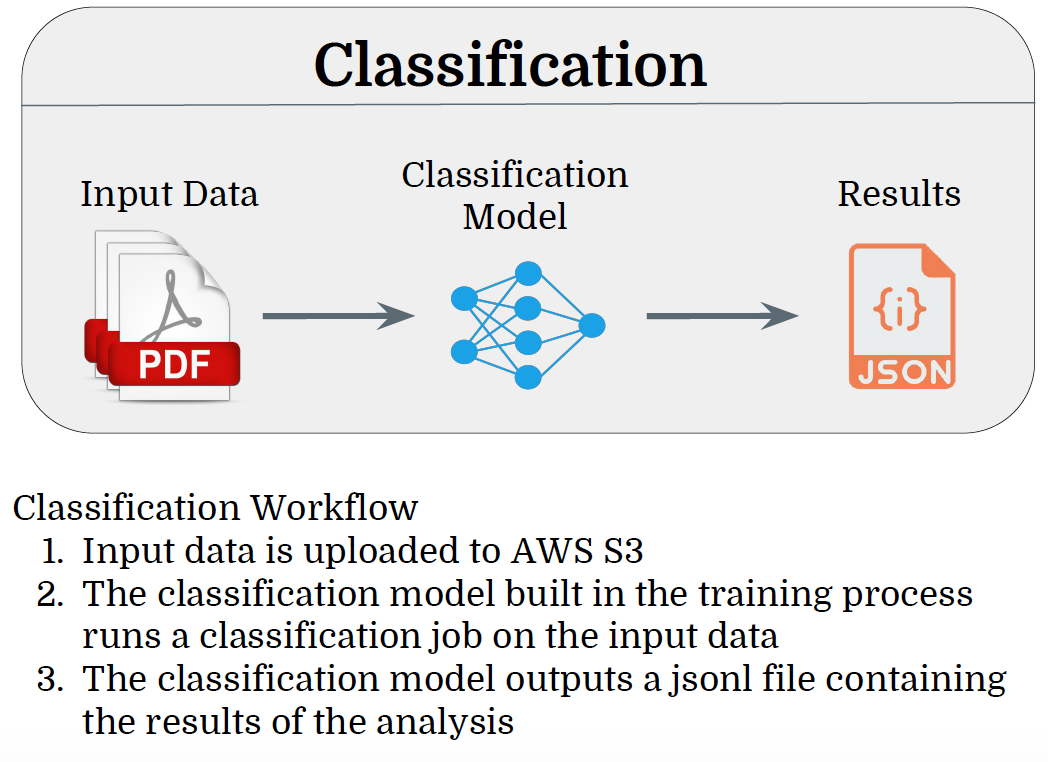 Classification
Input Data
Classification
Model
Results
PDF
{i}
JSON
Classification Workflow
1. Input data is uploaded to AWS S3
2. The classification model built in the training process
runs a classification job on the input data
3. The classification model outputs a jsonl file containing
the results of the analysis